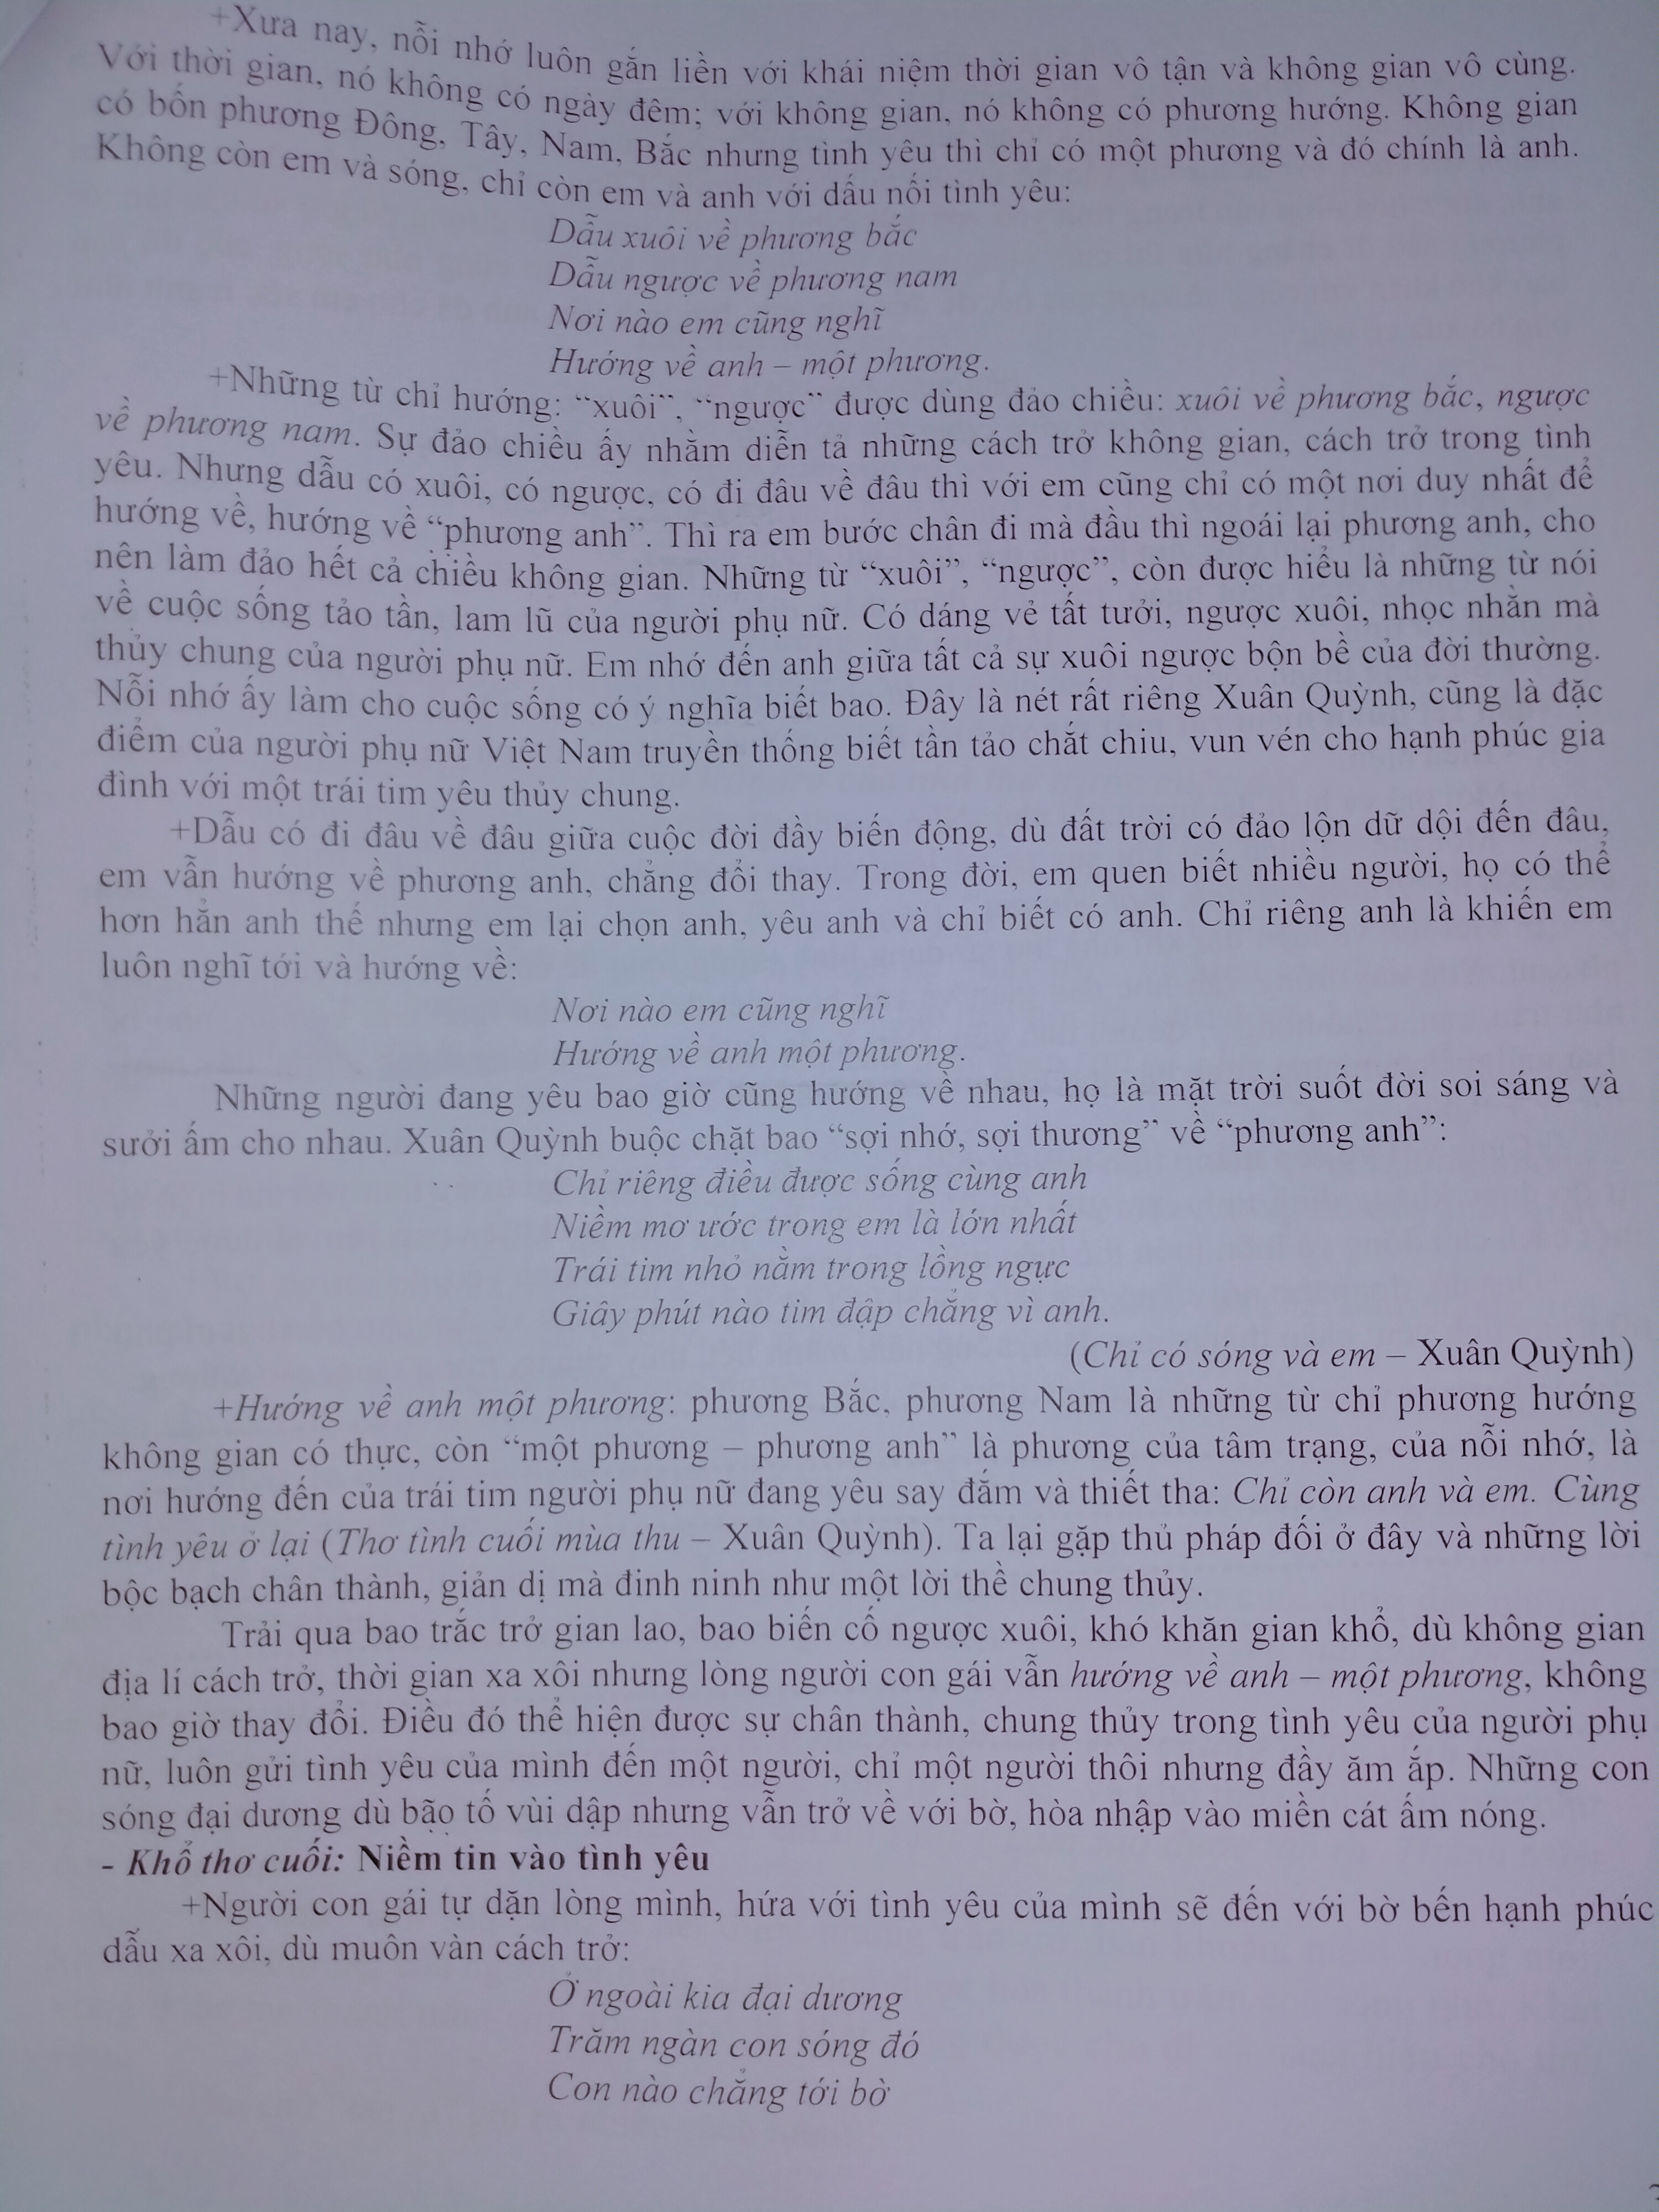 +Xưa nay, nỗi nhớ luôn gắn liền với khái niệm thời gian vô tận và không gian vô cùng.
Với thời gian, nó không có ngày đêm; với không gian, nó không có phương hướng. Không gian
có bốn phương Đông, Tây, Nam, Bắc nhưng tình yêu thì chỉ có một phương và đó chính là anh.
Không còn em và sóng, chỉ còn em và anh với dấu nối tình yêu:
Dẫu xuôi về phương bắc
Dẫu ngược về phương nam
Nơi nào em cũng nghĩ
Hướng về anh – một phương.
+Những từ chỉ hướng: “xuôi”, “ngược” được dùng đảo chiều: xuôi về phương bắc, ngược
về phương nam. Sự đảo chiều ấy nhằm diễn tả những cách trở không gian, cách trở trong tình
yêu. Nhưng dẫu có xuôi, có ngược, có đi đâu về đâu thì với em cũng chỉ có một nơi duy nhất để
hướng về, hướng về “phương anh”. Thì ra em bước chân đi mà đầu thì ngoái lại phương anh, cho
nên làm đảo hết cả chiều không gian. Những từ “xuôi”, “ngược”, còn được hiểu là những từ nói
về cuộc sống tảo tần, lam lũ của người phụ nữ. Có dáng vẻ tất tưởi, ngược xuôi, nhọc nhằn mà
thủy chung của người phụ nữ. Em nhớ đến anh giữa tất cả sự xuôi ngược bộn bề của đời thường.
Nỗi nhớ ấy làm cho cuộc sống có ý nghĩa biết bao. Đây là nét rất riêng Xuân Quỳnh, cũng là đặc
điểm của người phụ nữ Việt Nam truyền thống biết tần tảo chắt chiu, vun vén cho hạnh phúc gia
đình với một trái tim yêu thủy chung.
+Dẫu có đi đâu về đâu giữa cuộc đời đầy biến động, dù đất trời có đảo lộn dữ dội đến đâu,
em vẫn hướng về phương anh, chẳng đổi thay. Trong đời, em quen biết nhiều người, họ có thể
hơn hẳn anh thế nhưng em lại chọn anh, yêu anh và chỉ biết có anh. Chỉ riêng anh là khiến em
luôn nghĩ tới và hướng về:
Nơi nào em cũng nghĩ
Hướng về anh một phương.
Những người đang yêu bao giờ cũng hướng về nhau, họ là mặt trời suốt đời soi sáng và
sưởi ấm cho nhau. Xuân Quỳnh buộc chặt bao “sợi nhớ, sợi thương” về “phương anh”:
Chỉ riêng điều được sống cùng anh
Niềm mơ ước trong em là lớn nhất
Trái tim nhỏ nằm trong lồng ngực
Giây phút nào tim đập chẳng vì anh.
(Chỉ có sóng và em – Xuân Quỳnh)
+Hướng về anh một phương: phương Bắc, phương Nam là những từ chỉ phương hướng
không gian có thực, còn “một phương – phương anh” là phương của tâm trạng, của nỗi nhớ, là
nơi hướng đến của trái tim người phụ nữ đang yêu say đắm và thiết tha: Chỉ còn anh và em. Cùng
tình yêu ở lại (Thơ tình cuối mùa thu – Xuân Quỳnh). Ta lại gặp thủ pháp đối ở đây và những lời
bộc bạch chân thành, giản dị mà đinh ninh như một lời thề chung thủy.
Trải qua bao trắc trở gian lao, bao biến cố ngược xuôi, khó khăn gian khổ, dù không gian
địa lí cách trở, thời gian xa xôi nhưng lòng người con gái vẫn hướng về anh – một phương, không
bao giờ thay đổi. Điều đó thể hiện được sự chân thành, chung thủy trong tình yêu của người phụ
nữ, luôn gửi tình yêu của mình đến một người, chỉ một người thôi nhưng đầy ăm ắp. Những con
sóng đại dương dù bão tố vùi dập nhưng vẫn trở về với bờ, hòa nhập vào miền cát ấm nóng.
- Khổ thơ cuối: Niềm tin vào tình yêu
+Người con gái tự dặn lòng mình, hứa với tình yêu của mình sẽ đến với bờ bến hạnh phúc
dẫu xa xôi, dù muôn vàn cách trở:
Ở ngoài kia đại dương
Trăm ngàn con sóng đó
Con nào chẳng tới bờ